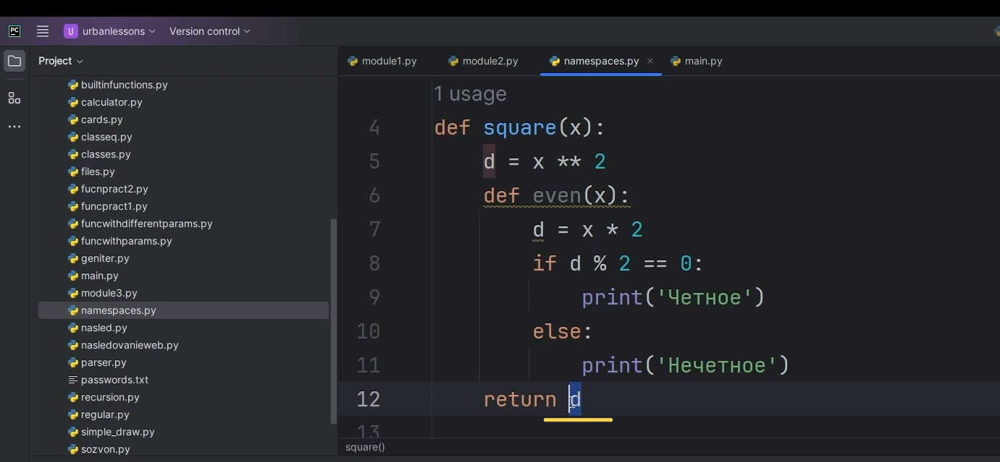 PC
U urbanlessons Version control
Project
builtinfunctions.py
calculator.py
cards.py
classeq.py
classes.py
files.py
fucnpract2.py
funcpract1.py
funcwithdifferentparams.py
funcwithparams.py
geniter.py
main.py
module3.py
namespaces.py
nasled.py
nasledovanieweb.py
parser.py
passwords.txt
recursion.py
regular.py
simple_draw.py
sozvon.py
module1.py module2.py namespaces.py × main.py
1 usage
4 def square(x):
5 d = x ** 2
6 def even(x):
7 d = x * 2
8 if d % 2 == 0:
9 print('Четное')
10 else:
11 print('Нечетное')
12 return d
13
square()